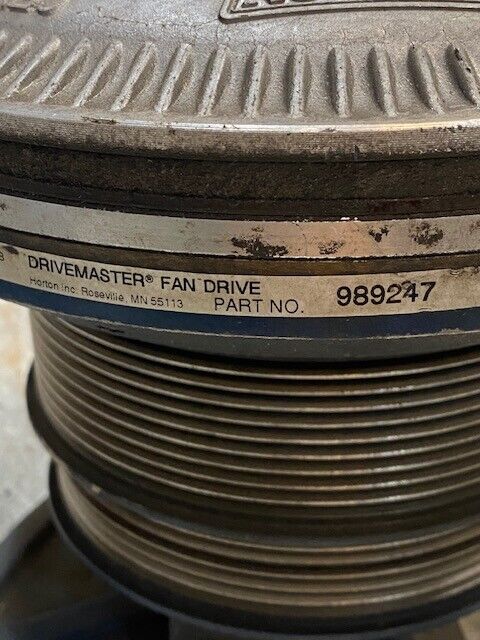 DRIVEMASTER® FAN DRIVE
Horton Inc. Roseville, MN 55113 PART NO. 989247